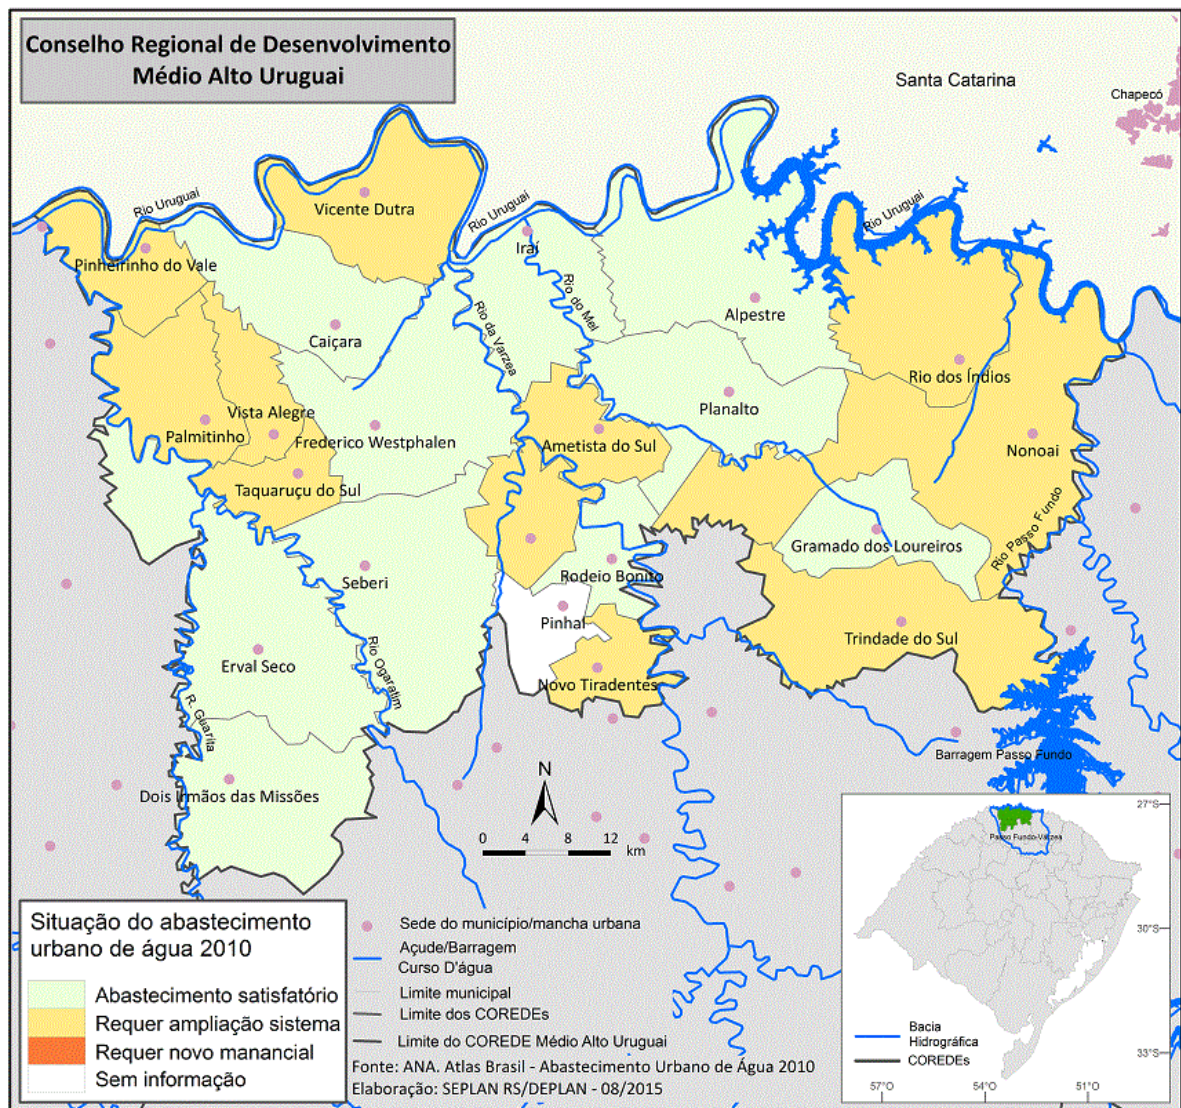 Conselho Regional de Desenvolvimento
Médio Alto Uruguai
Santa Catarina
Chapecó
Rio Uruguai
Vicente Dutra
Rio Uruguai
Rio Uruguai
Iraí
Pinheirinho do Vale
Rio do Mel
Alpestre
Rio da Varzea
Caiçara
Rio dos Índios
Planalto
Vista Alegre
Palmitinho
Frederico Westphalen
Ametista do Sul
Nonoai
Taquaruçu do Sul
Rio Passo Fundo
Gramado dos Loureiros
Seberi
Rodeio Bonito
Pinhal
Trindade do Sul
Erval Seco
Rio Ogaratim
Novo Tiradentes
R. Guarita
Barragem Passo Fundo
Dois Irmãos das Missões
N
0 4 8 12
km
27°S
Passo Fundo-Várzea
30°S
33°S
57°O 54°O 51°O
Bacia
Hidrográfica
COREDEs
Situação do abastecimento
urbano de água 2010
Abastecimento satisfatório
Requer ampliação sistema
Requer novo manancial
Sem informação
Sede do município/mancha urbana
Açude/Barragem
Curso D'água
Limite municipal
Limite dos COREDEs
Limite do COREDE Médio Alto Uruguai
Fonte: ANA. Atlas Brasil - Abastecimento Urbano de Água 2010
Elaboração: SEPLAN RS/DEPLAN - 08/2015